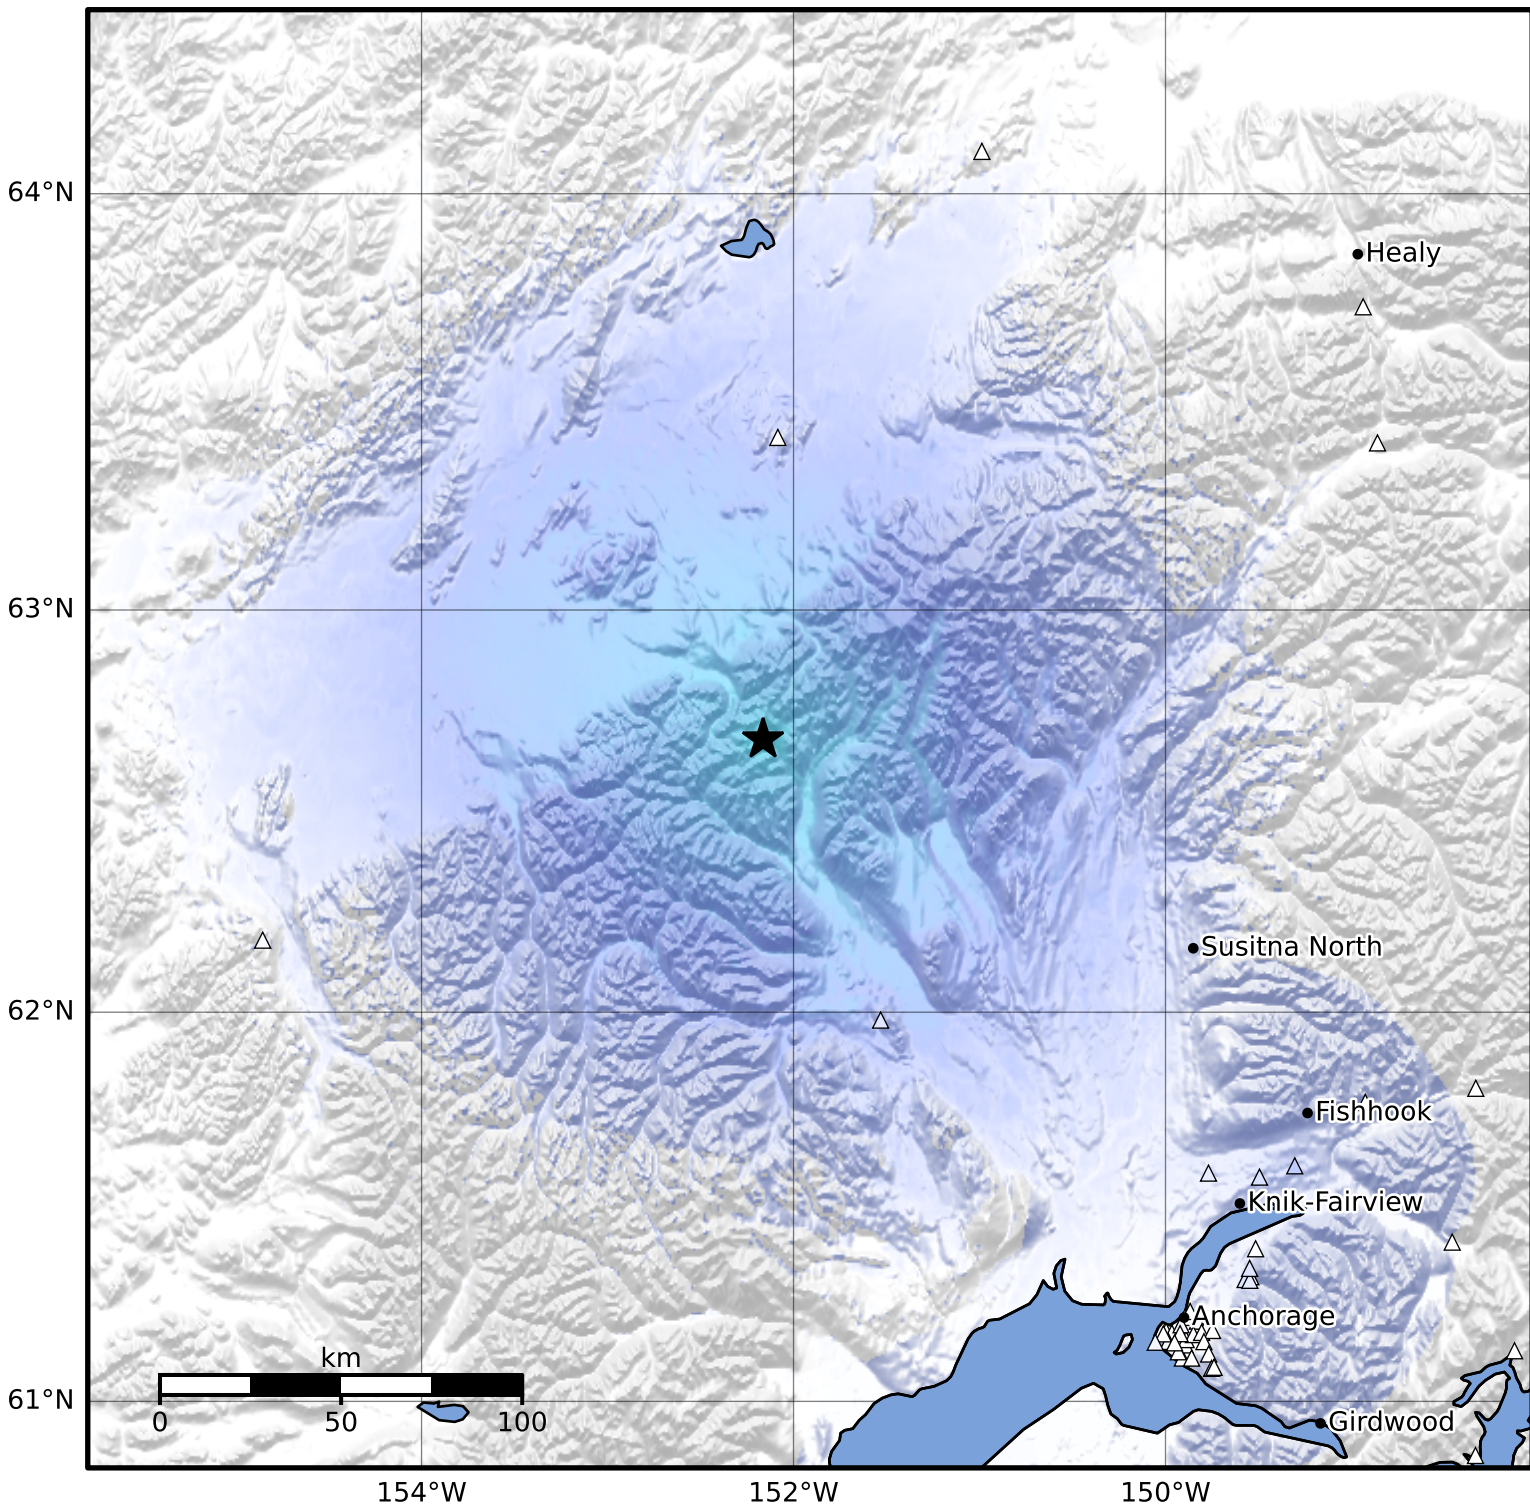 64°N
Healy
63°N
Susitna North
62°N
Fishhook
Knik-Fairview
Anchorage
km
61°N
0 50 100
Girdwood
154°W 152°W 150°W